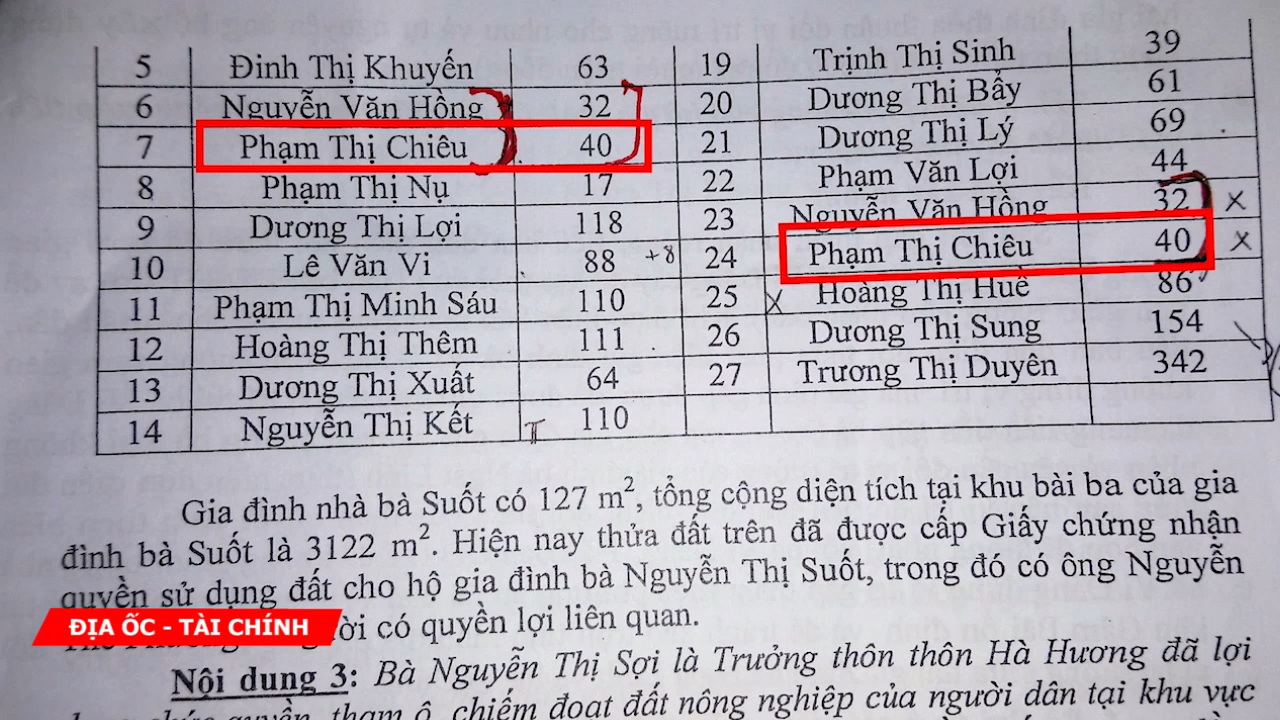 5 Đinh Thị Khuyến 63 19 Trịnh Thị Sinh 39
6 Nguyễn Văn Hồng 32 20 Dương Thị Bấy 61
7 Phạm Thị Chiêu 40 21 Dương Thị Lý 69
8 Phạm Thị Nụ 17 22 Phạm Văn Lợi 44
9 Dương Thị Lợi 118 23 Nguyễn Văn Hồng 32 x
10 Lê Văn Vi 88 +8 24 Phạm Thị Chiêu 40 x
11 Phạm Thị Minh Sáu 110 25 x Hoàng Thị Huê 86
12 Hoàng Thị Thêm 111 26 Dương Thị Sung 154
13 Dương Thị Xuất 64 27 Trương Thị Duyên 342
14 Nguyễn Thị Kết T 110
Gia đình nhà bà Suốt có 127 m², tổng cộng diện tích tại khu bài ba của gia
đình bà Suốt là 3122 m². Hiện nay thửa đất trên đã được cấp Giấy chứng nhận
quyền sử dụng đất cho hộ gia đình bà Nguyễn Thị Suốt, trong đó có ông Nguyễn
có quyền lợi liên quan.
ĐỊA ỐC - TÀI CHÍNH
Nội dung 3: Bà Nguyễn Thị Sợi là Trưởng thôn thôn Hà Hương đã lợi
tham ô, chiếm đoạt đất nông nghiệp của người dân tại khu vực